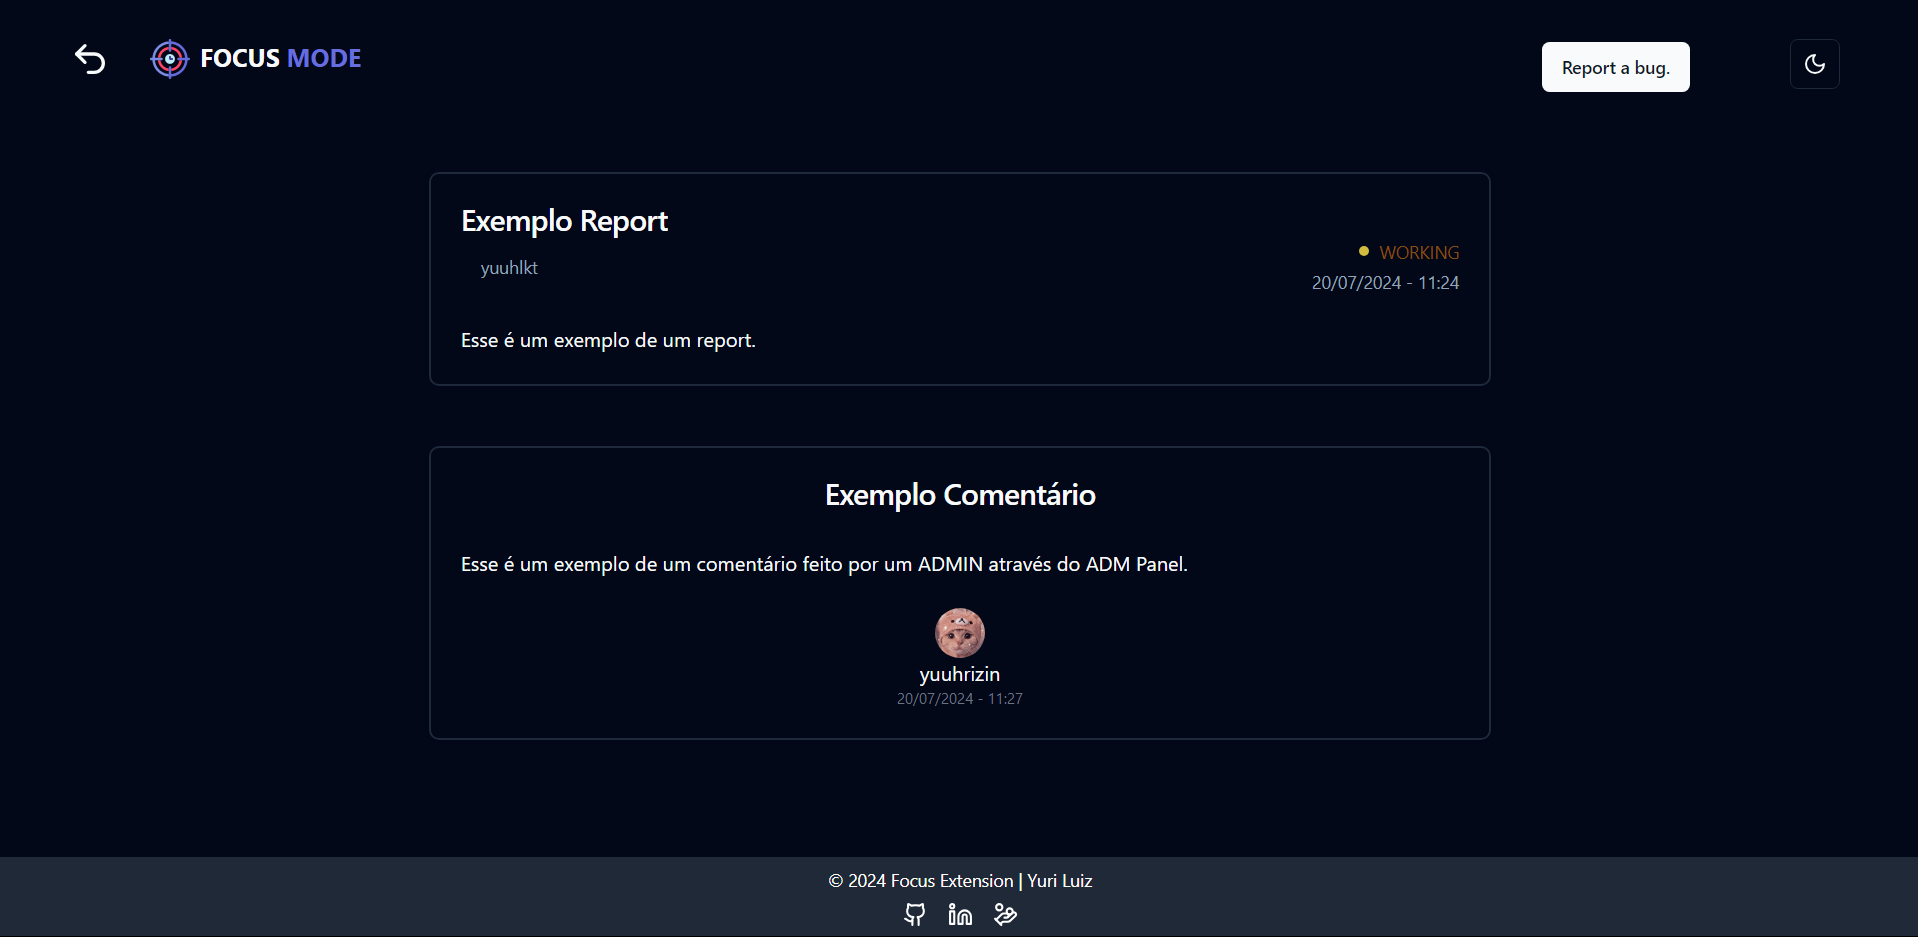 FOCUS MODE
Report a bug.
Exemplo Report
yuuhlkt
WORKING
20/07/2024 - 11:24
Esse é um exemplo de um report.
Exemplo Comentário
Esse é um exemplo de um comentário feito por um ADMIN através do ADM Panel.
yuuhrizin
20/07/2024 - 11:27
© 2024 Focus Extension | Yuri Luiz